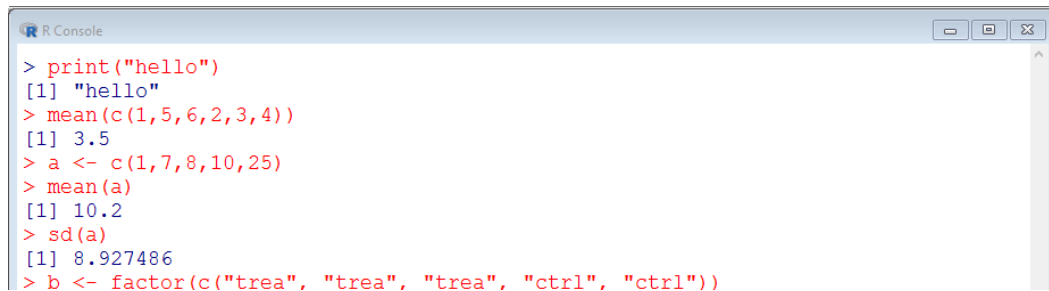 R Console
> print("hello")
[1] "hello"
> mean(c(1,5,6,2,3,4))
[1] 3.5
> a <- c(1,7,8,10,25)
> mean(a)
[1] 10.2
> sd(a)
[1] 8.927486
> b <- factor(c("trea", "trea", "trea", "ctrl", "ctrl"))